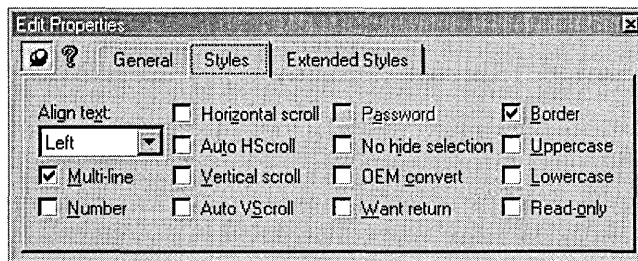 Edit Properties
General Styles Extended Styles
Align text: Horizontal scroll Password Border
Left Auto HScroll No hide selection Uppercase
Multi-line Vertical scroll OEM convert Lowercase
Number Auto VScroll Want return Read-only